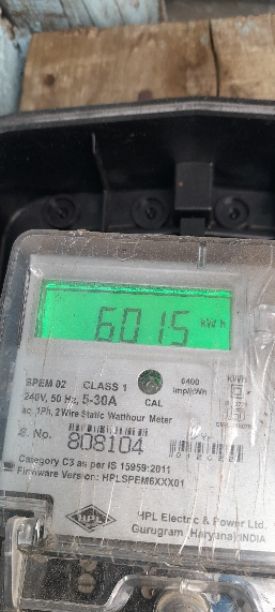 6015 kWh
SPEM 02 CLASS 1 6400
240V, 50 Hz, 5-30A CAL imp/kWh
ac, 1Ph, 2Wire Static Watthour Meter
S. No. 808104
Category C3 as per IS 15959:2011
Firmware Version: HPLSPEM6XXX01
HPL HPL Electric & Power Ltd.
Gurugram, Haryana, INDIA